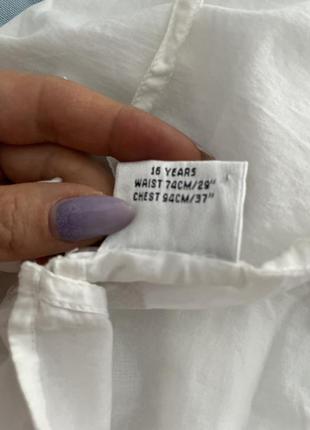 16 YEARS
WAIST 74CM/29"
CHEST 94CM/37"